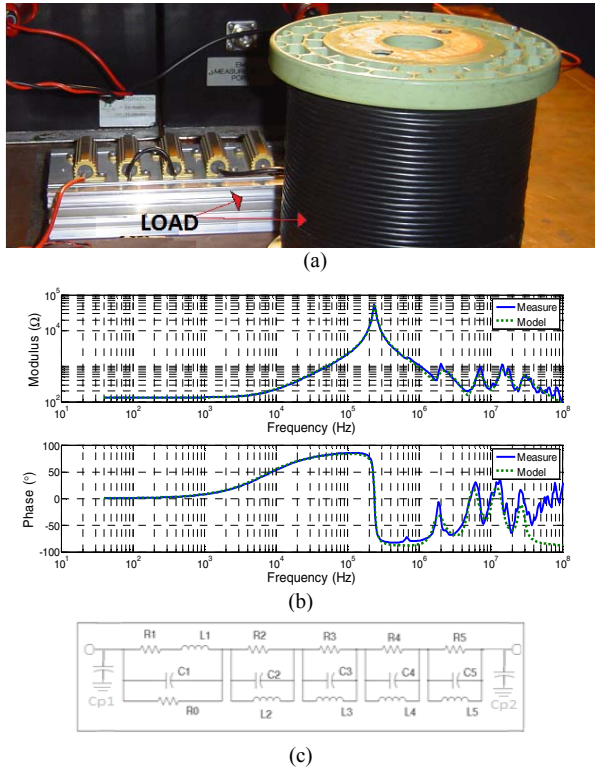 MEASUREMENT
LOAD
(a)
10^5
10^4
10^2
Modulus (Ω)
Measure
Model
10^1 10^2 10^3 10^4 10^5 10^6 10^7 10^8
Frequency (Hz)
100
50
0
-50
-100
Phase (°)
Measure
Model
10^1 10^2 10^3 10^4 10^5 10^6 10^7 10^8
Frequency (Hz)
(b)
R1 L1 R2 R3 R4 R5
C1 C2 C3 C4 C5
Cp1 R0 L2 L3 L4 L5 Cp2
(c)